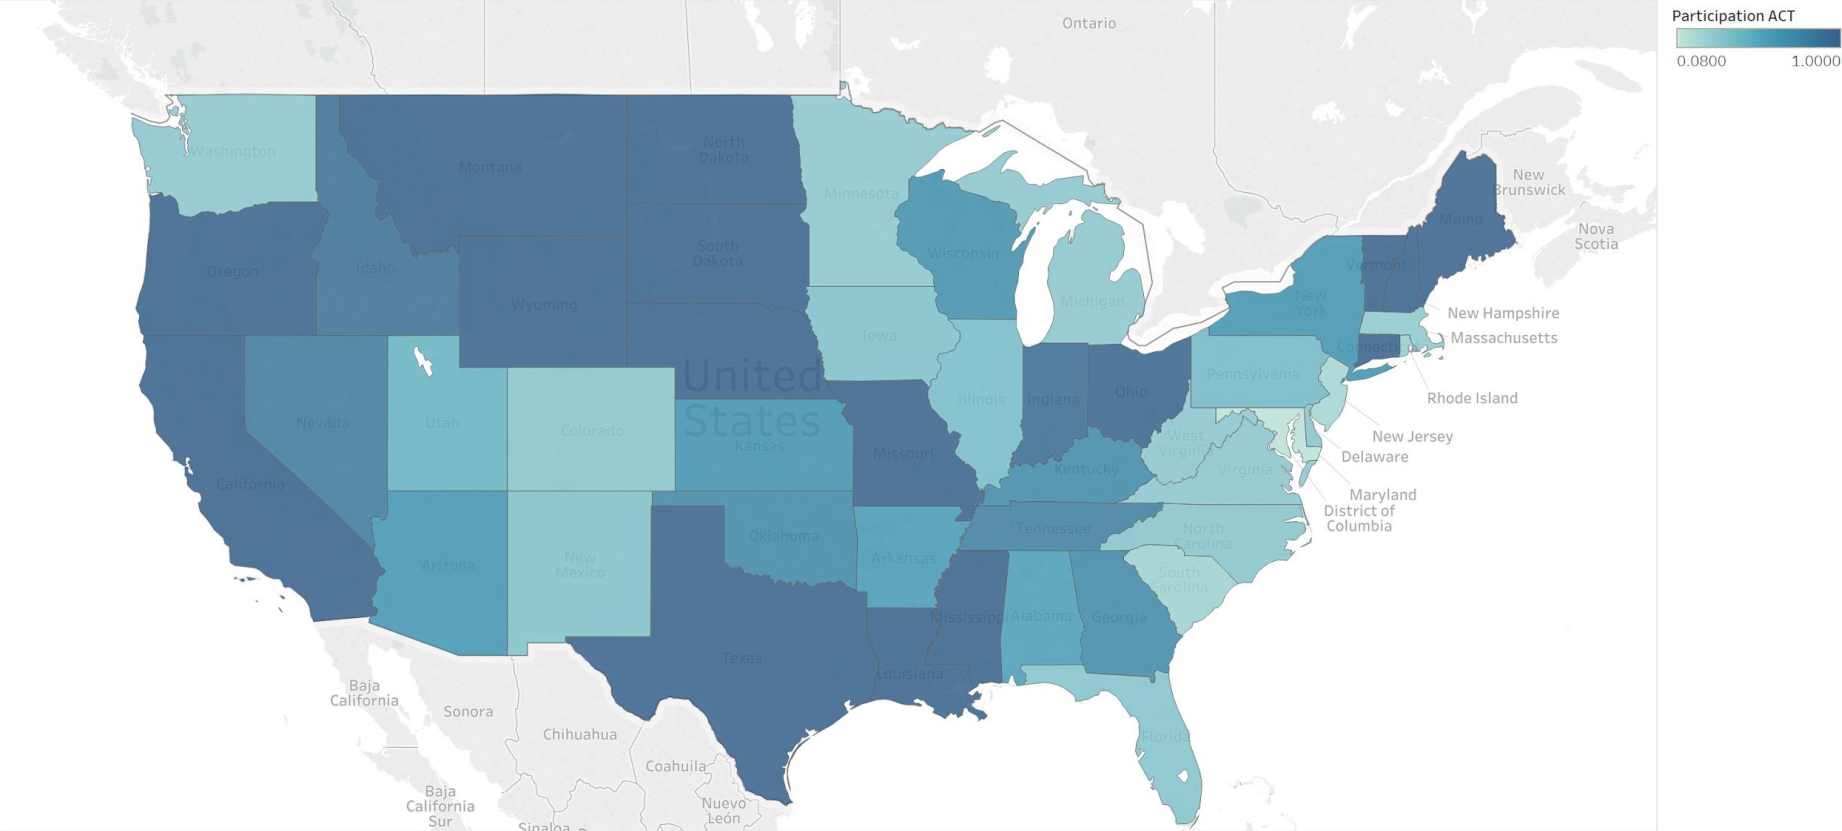 Participation ACT
0.0800 1.0000
Ontario
New
Brunswick
Nova
Scotia
Washington
Montana
North
Dakota
Minnesota
Maine
Oregon
Idaho
South
Dakota
Wisconsin
Vermont
Wyoming
Michigan
New
York
New Hampshire
Massachusetts
Iowa
Pennsylvania
Rhode Island
United
States
Nevada
Utah
Colorado
Kansas
Illinois
Indiana
Ohio
New Jersey
Delaware
California
Missouri
West
Virginia
Virginia
Kentucky
Maryland
District of
Columbia
Arizona
New
Mexico
Oklahoma
Arkansas
Tennessee
North
Carolina
South
Carolina
Mississippi
Alabama
Georgia
Texas
Louisiana
Florida
Baja
California
Sonora
Chihuahua
Coahuila
Baja
California
Sur
Nuevo
León
Sinaloa